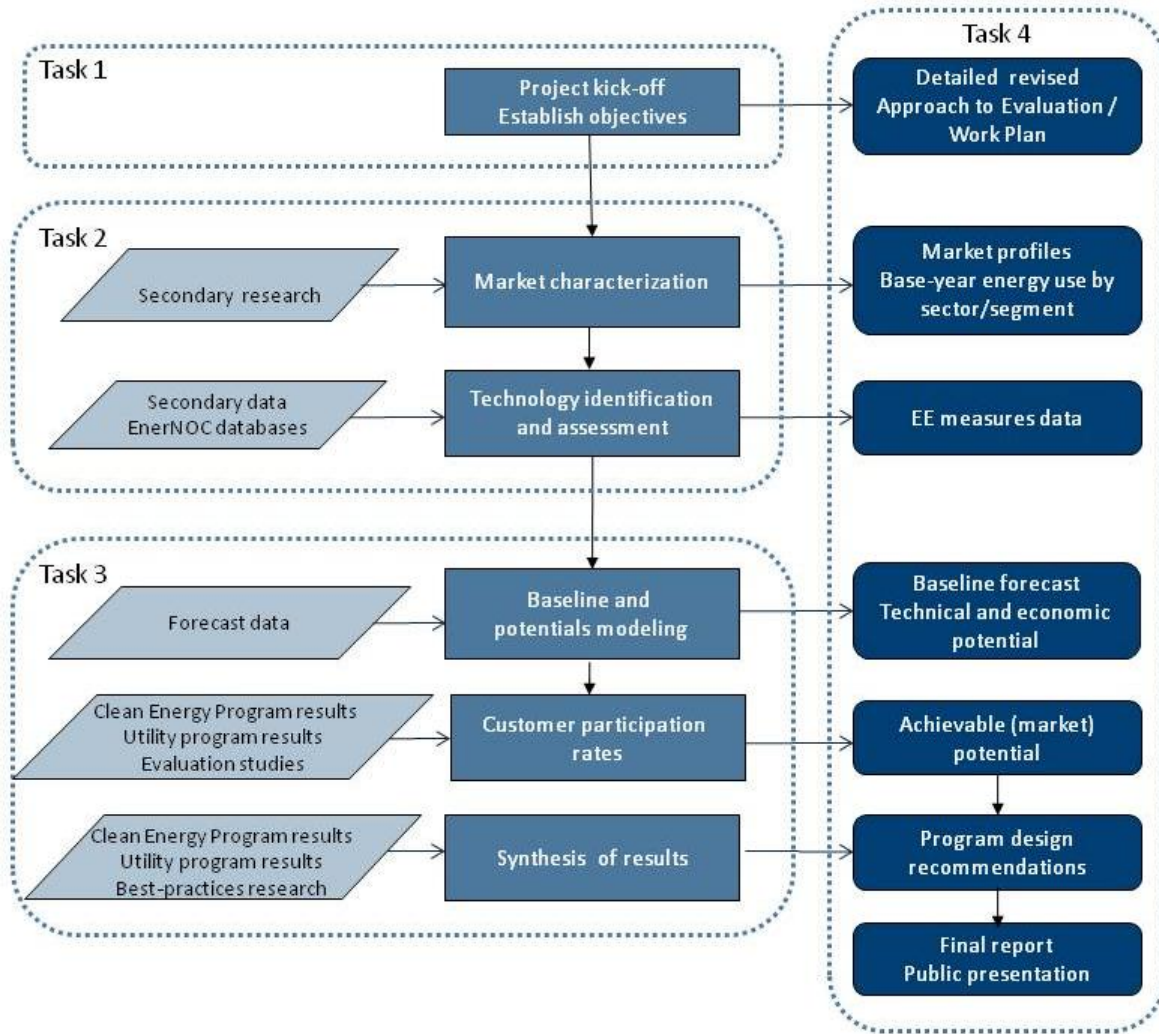 Task 1
Project kick-off
Establish objectives
Task 4
Detailed revised
Approach to Evaluation /
Work Plan
Task 2
Secondary research
Market characterization
Market profiles
Base-year energy use by
sector/segment
Secondary data
EnerNOC databases
Technology identification
and assessment
EE measures data
Task 3
Forecast data
Baseline and
potentials modeling
Baseline forecast
Technical and economic
potential
Clean Energy Program results
Utility program results
Evaluation studies
Customer participation
rates
Achievable (market)
potential
Clean Energy Program results
Utility program results
Best-practices research
Synthesis of results
Program design
recommendations
Final report
Public presentation